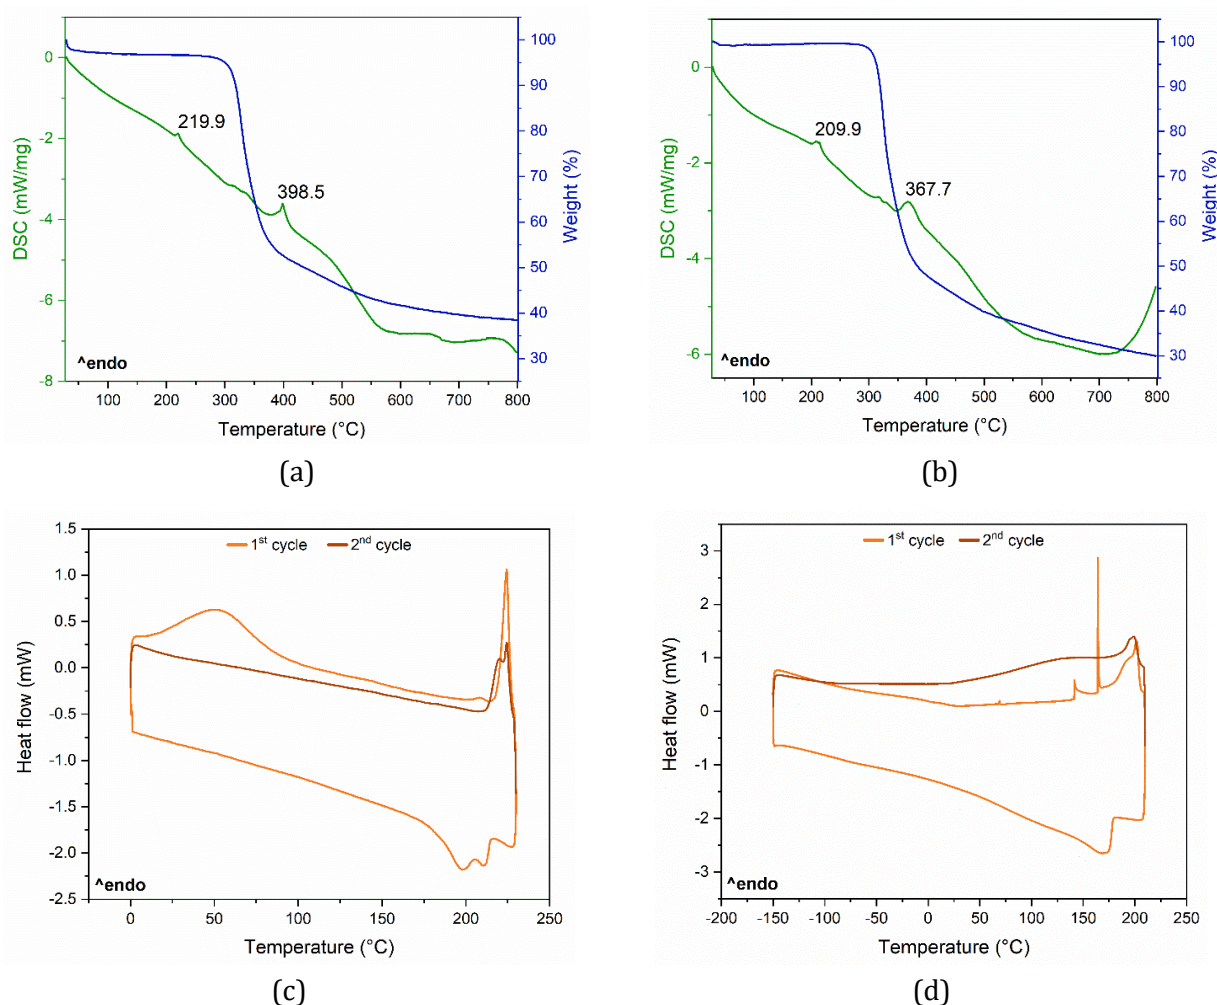 219.9
398.5
^endo
DSC (mW/mg)
0
-2
-4
-6
-8
Weight (%)
100
90
80
70
60
50
40
30
100 200 300 400 500 600 700 800
Temperature (°C)
(a)
209.9
367.7
^endo
DSC (mW/mg)
0
-2
-4
-6
Weight (%)
100
90
80
70
60
50
40
30
100 200 300 400 500 600 700 800
Temperature (°C)
(b)
1st cycle 2nd cycle
Heat flow (mW)
1.5
1.0
0.5
0.0
-0.5
-1.0
-1.5
-2.0
-2.5
^endo
0 50 100 150 200 250
Temperature (°C)
(c)
1st cycle 2nd cycle
Heat flow (mW)
3
2
1
0
-1
-2
-3
^endo
-200 -150 -100 -50 0 50 100 150 200 250
Temperature (°C)
(d)